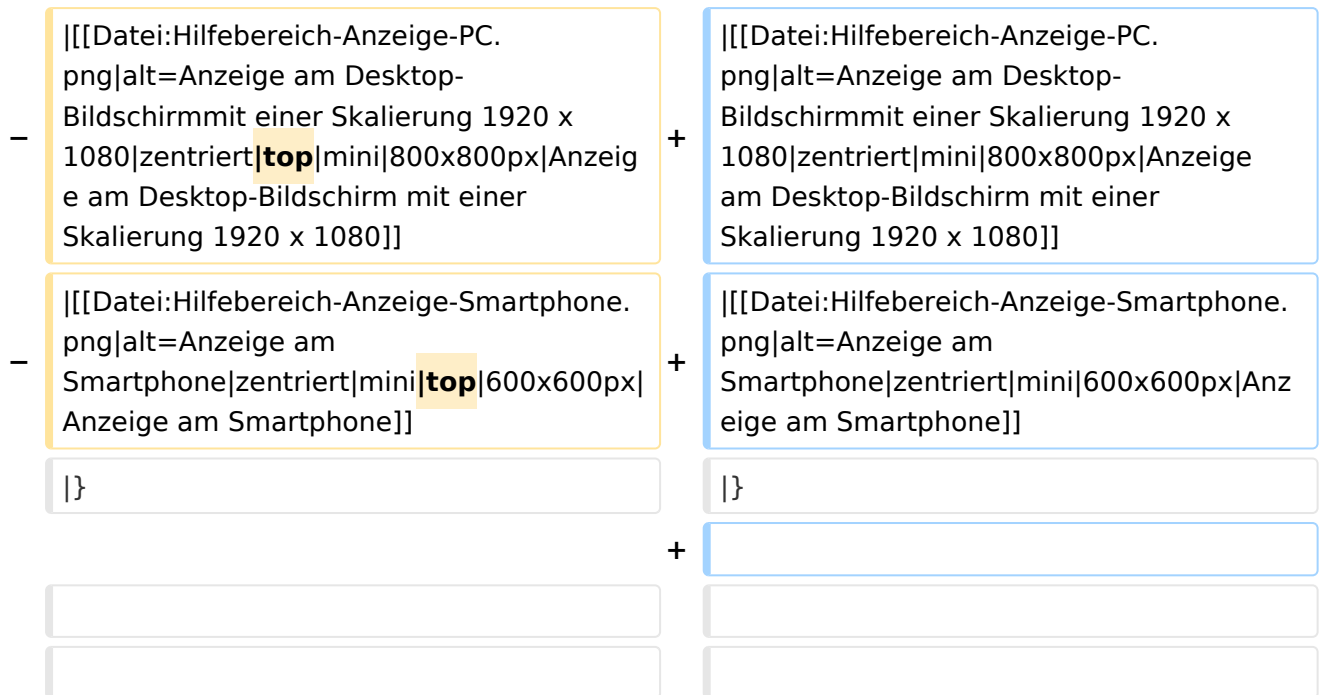 |[[Datei:Hilfebereich-Anzeige-PC.
png|alt=Anzeige am Desktop-
Bildschirmmit einer Skalierung 1920 x
1080|zentriert|top|mini|800x800px|Anzeig
e am Desktop-Bildschirm mit einer
Skalierung 1920 x 1080]]
|[[Datei:Hilfebereich-Anzeige-PC.
png|alt=Anzeige am Desktop-
Bildschirmmit einer Skalierung 1920 x
1080|zentriert|mini|800x800px|Anzeige
am Desktop-Bildschirm mit einer
Skalierung 1920 x 1080]]
−
+
|[[Datei:Hilfebereich-Anzeige-Smartphone.
png|alt=Anzeige am
Smartphone|zentriert|mini|top|600x600px|
Anzeige am Smartphone]]
|[[Datei:Hilfebereich-Anzeige-Smartphone.
png|alt=Anzeige am
Smartphone|zentriert|mini|600x600px|Anz
eige am Smartphone]]
−
+
|}
|}
+